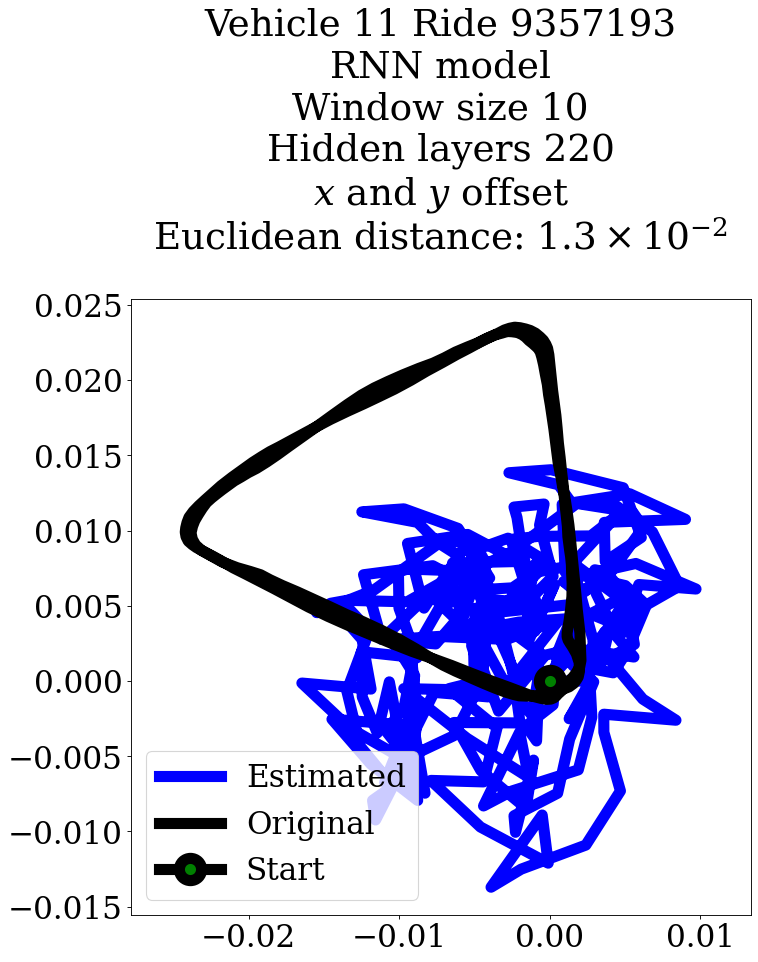 Vehicle 11 Ride 9357193
RNN model
Window size 10
Hidden layers 220
x and y offset
Euclidean distance: 1.3 × 10⁻²
0.025
0.020
0.015
0.010
0.005
0.000
−0.005
−0.010
−0.015
Estimated
Original
Start
−0.02 −0.01 0.00 0.01